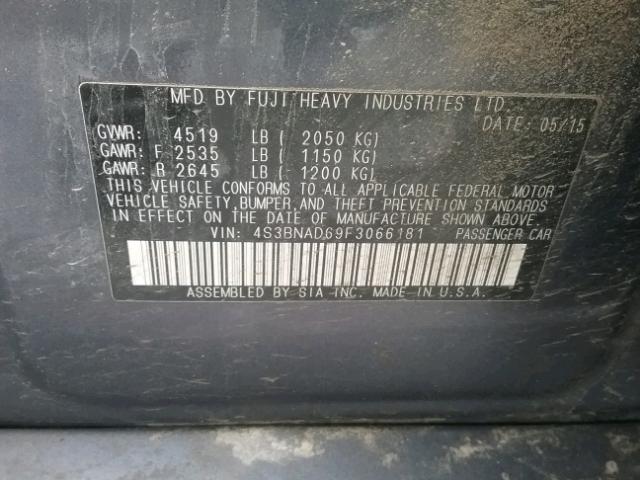 MFD BY FUJI HEAVY INDUSTRIES LTD.
DATE: 05/15
GVWR: 4519 LB ( 2050 KG)
GAWR: F 2535 LB ( 1150 KG)
GAWR: R 2645 LB ( 1200 KG)
THIS VEHICLE CONFORMS TO ALL APPLICABLE FEDERAL MOTOR
VEHICLE SAFETY, BUMPER, AND THEFT PREVENTION STANDARDS
IN EFFECT ON THE DATE OF MANUFACTURE SHOWN ABOVE.
VIN: 4S3BNAD69F3066181 PASSENGER CAR
ASSEMBLED BY SIA INC. MADE IN U.S.A.